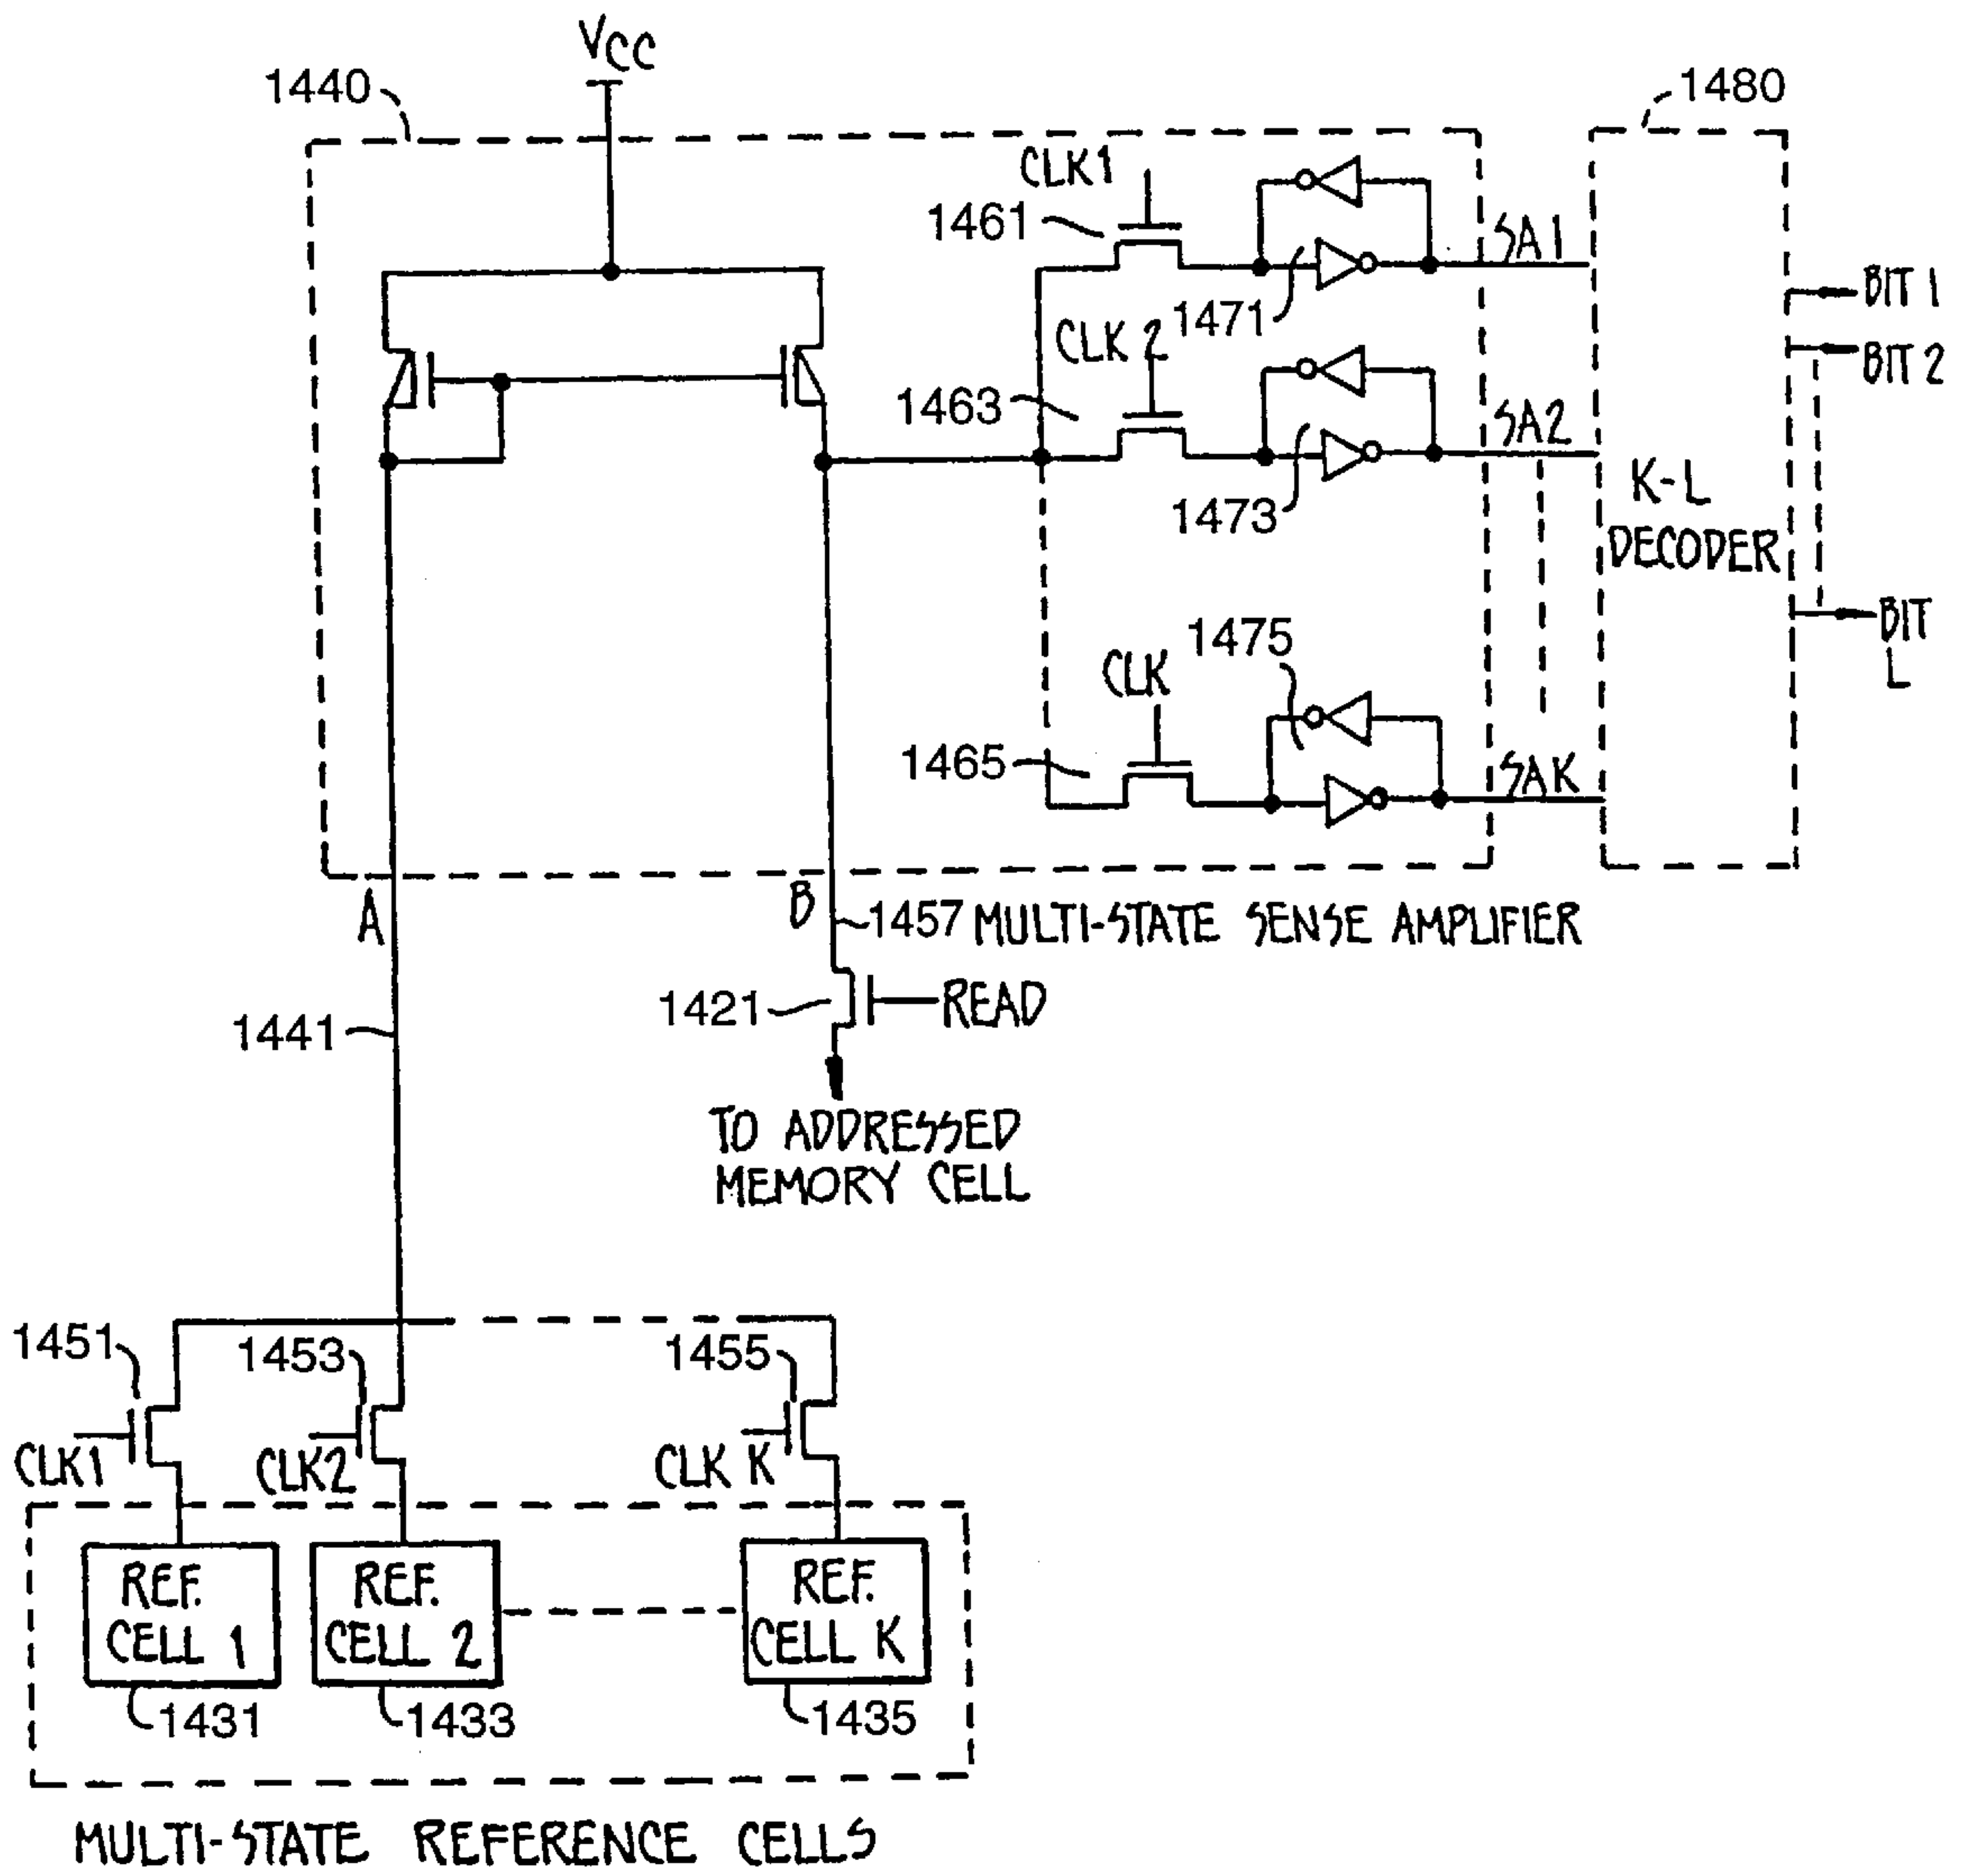 VCC
1440
1480
CLK1
1461
SA1
BIT 1
1471
CLK 2
BIT 2
1463
SA2
K-L
DECODER
1473
BIT
L
1475
CLK
1465
SAK
A
B
1457
MULTI-STATE SENSE AMPLIFIER
1421
READ
1441
TO ADDRESSED
MEMORY CELL
1451
1453
1455
CLK1
CLK2
CLK K
REF.
CELL 1
REF.
CELL 2
REF.
CELL K
1431
1433
1435
MULTI-STATE REFERENCE CELLS